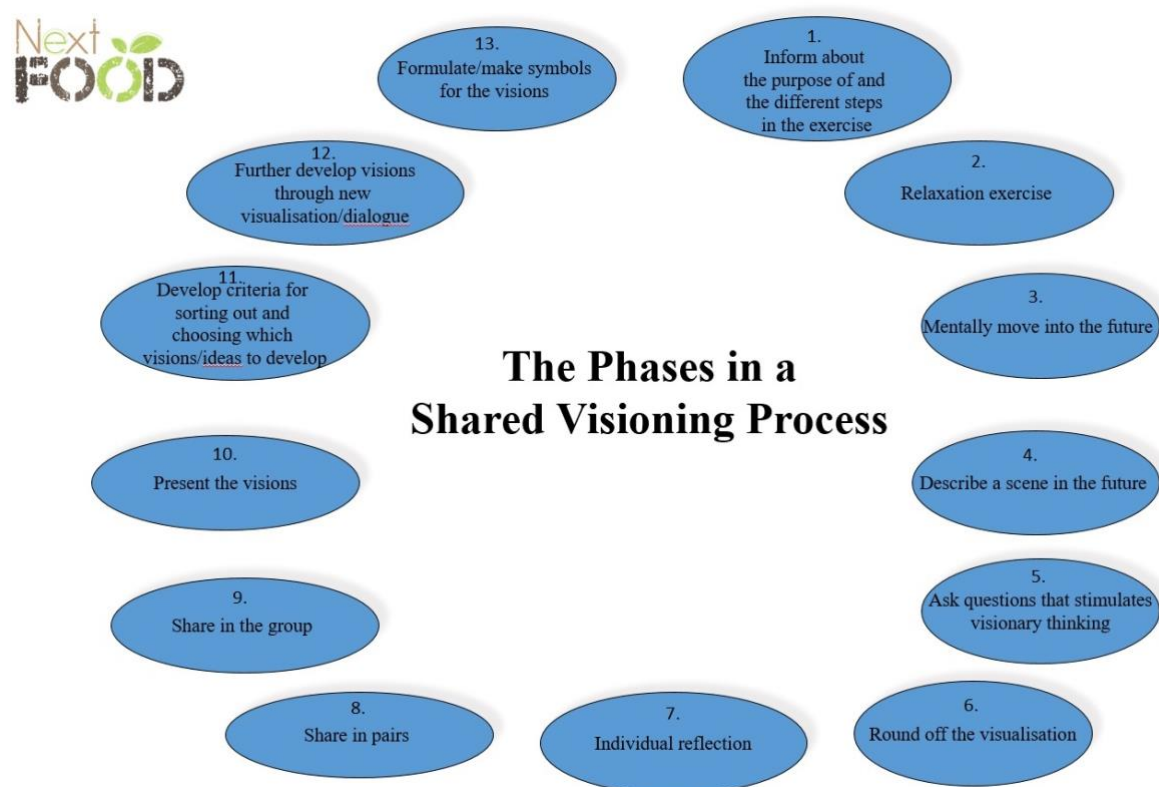 Next
FOOD
The Phases in a
Shared Visioning Process
1.
Inform about
the purpose of and
the different steps
in the exercise
2.
Relaxation exercise
3.
Mentally move into the future
4.
Describe a scene in the future
5.
Ask questions that stimulates
visionary thinking
6.
Round off the visualisation
7.
Individual reflection
8.
Share in pairs
9.
Share in the group
10.
Present the visions
11.
Develop criteria for
sorting out and
choosing which
visions/ideas to develop
12.
Further develop visions
through new
visualisation/dialogue
13.
Formulate/make symbols
for the visions